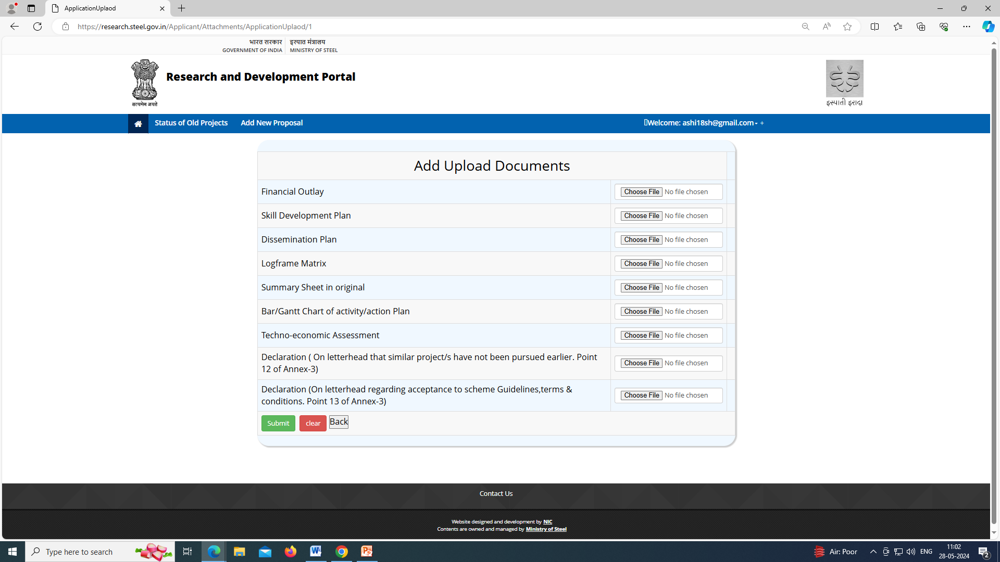 ApplicationUplaod
https://research.steel.gov.in/Applicant/Attachments/ApplicationUplaod/1
भारत सरकार
GOVERNMENT OF INDIA
इस्पात मंत्रालय
MINISTRY OF STEEL
सत्यमेव जयते
Research and Development Portal
इस्पाती इरादा
Status of Old Projects
Add New Proposal
Welcome: ashi18sh@gmail.com +
Add Upload Documents
Financial Outlay
Choose File No file chosen
Skill Development Plan
Choose File No file chosen
Dissemination Plan
Choose File No file chosen
Logframe Matrix
Choose File No file chosen
Summary Sheet in original
Choose File No file chosen
Bar/Gantt Chart of activity/action Plan
Choose File No file chosen
Techno-economic Assessment
Choose File No file chosen
Declaration ( On letterhead that similar project/s have not been pursued earlier. Point
12 of Annex-3)
Choose File No file chosen
Declaration (On letterhead regarding acceptance to scheme Guidelines,terms &
conditions. Point 13 of Annex-3)
Choose File No file chosen
Submit clear Back
Contact Us
Website designed and development by NIC
Contents are owned and managed by Ministry of Steel
Type here to search
Air: Poor
ENG
11:02
28-05-2024
2